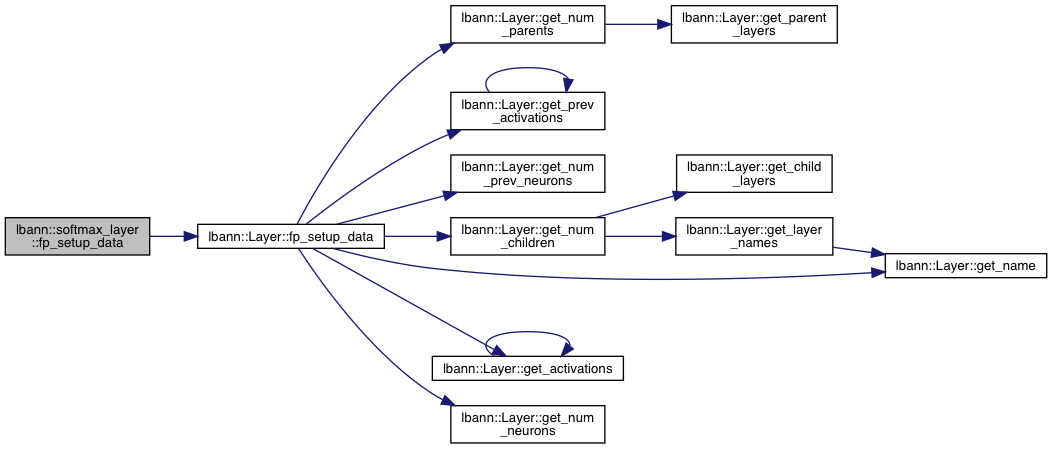 lbann::softmax_layer
::fp_setup_data
lbann::Layer::fp_setup_data
lbann::Layer::get_num
_parents
lbann::Layer::get_parent
_layers
lbann::Layer::get_prev
_activations
lbann::Layer::get_num
_prev_neurons
lbann::Layer::get_num
_children
lbann::Layer::get_child
_layers
lbann::Layer::get_layer
_names
lbann::Layer::get_name
lbann::Layer::get_activations
lbann::Layer::get_num
_neurons